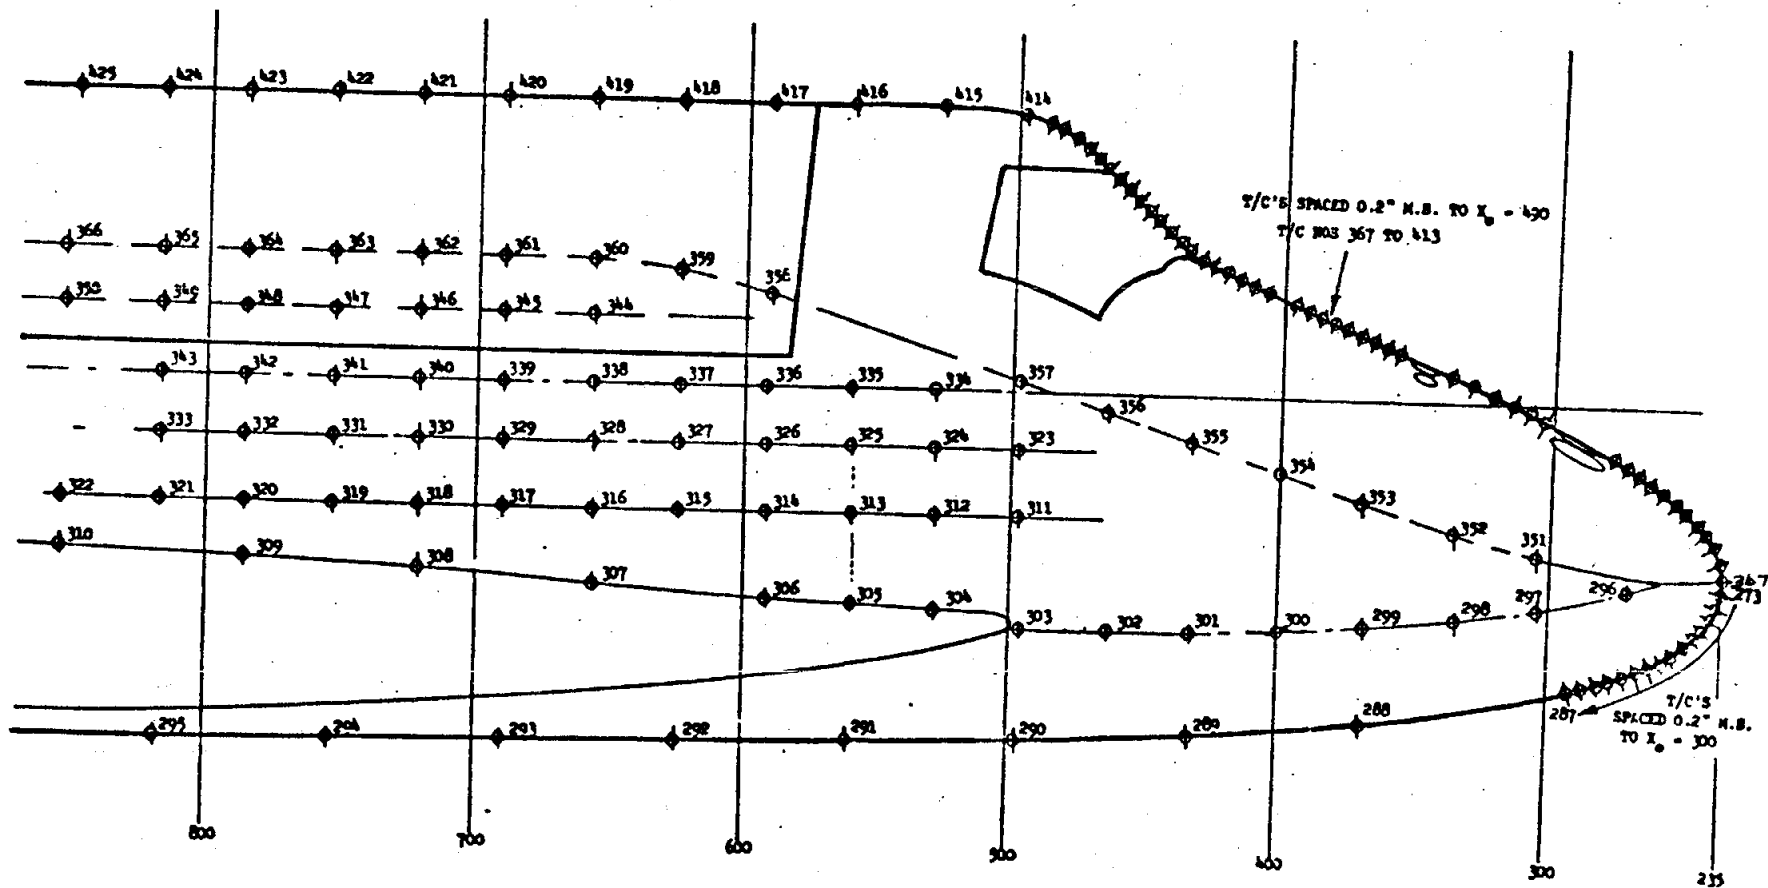 425 424 423 422 421 420 419 418 417 416 415 414
T/C'S SPACED 0.2" M.S. TO X₀ = 490
T/C NOS 367 TO 413
366 365 364 363 362 361 360 359 358
350 349 348 347 346 345 344
343 342 341 340 339 338 337 336 335 334 357
356
333 332 331 330 329 328 327 326 325 324 323 355
354
322 321 320 319 318 317 316 315 314 313 312 311 353
352
310 309 308 307 306 305 304 351
303 302 301 300 299 298 297 296 267
273
295 294 293 292 291 290 289 288 287
T/C'S
SPACED 0.2" M.S.
TO X₀ = 300
800 700 600 500 400 300 235